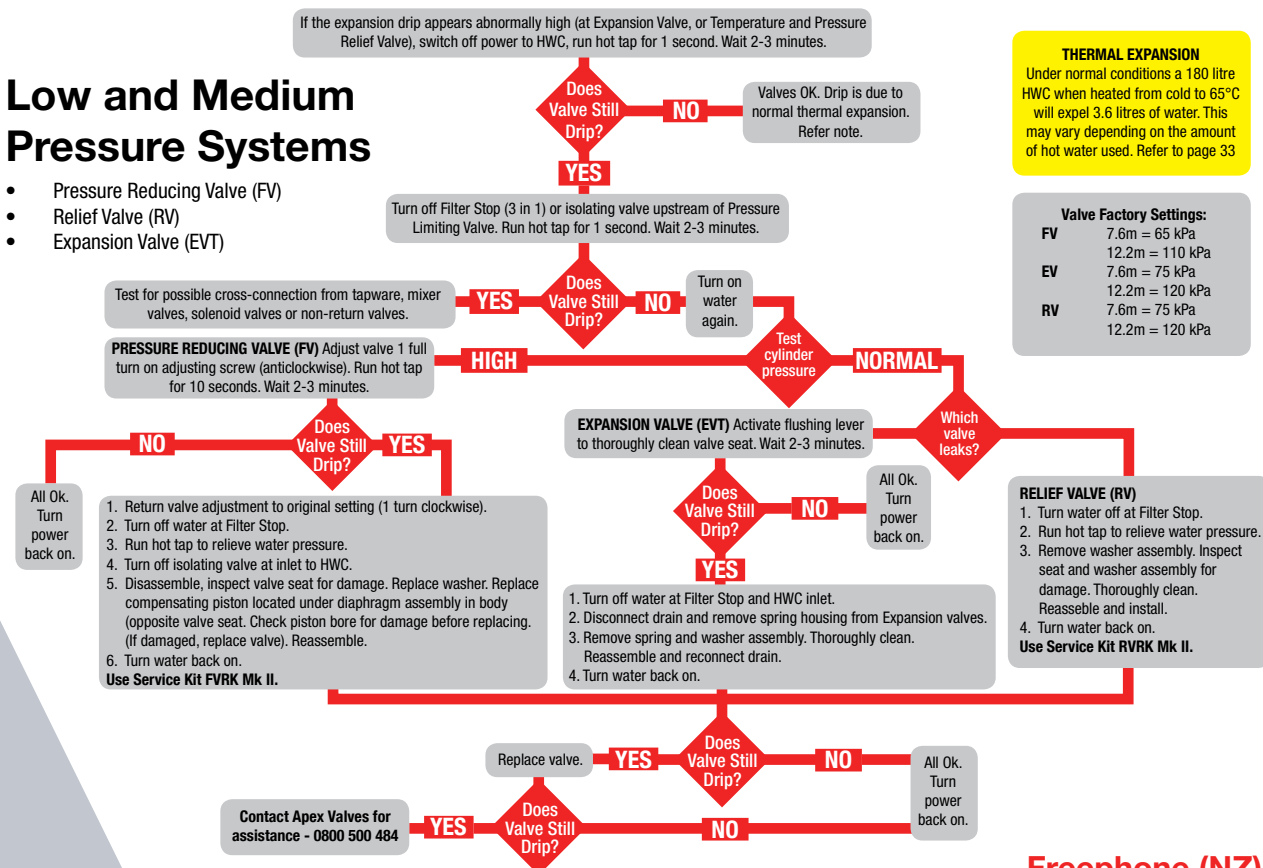 If the expansion drip appears abnormally high (at Expansion Valve, or Temperature and Pressure
Relief Valve), switch off power to HWC, run hot tap for 1 second. Wait 2-3 minutes.
Low and Medium
Pressure Systems
• Pressure Reducing Valve (FV)
• Relief Valve (RV)
• Expansion Valve (EVT)
Does
Valve Still
Drip?
NO
Valves OK. Drip is due to
normal thermal expansion.
Refer note.
THERMAL EXPANSION
Under normal conditions a 180 litre
HWC when heated from cold to 65°C
will expel 3.6 litres of water. This
may vary depending on the amount
of hot water used. Refer to page 33
YES
Turn off Filter Stop (3 in 1) or isolating valve upstream of Pressure
Limiting Valve. Run hot tap for 1 second. Wait 2-3 minutes.
Valve Factory Settings:
FV 7.6m = 65 kPa
12.2m = 110 kPa
EV 7.6m = 75 kPa
12.2m = 120 kPa
RV 7.6m = 75 kPa
12.2m = 120 kPa
Test for possible cross-connection from tapware, mixer
valves, solenoid valves or non-return valves.
YES
Does
Valve Still
Drip?
NO
Turn on
water
again.
Test
cylinder
pressure
HIGH
NORMAL
PRESSURE REDUCING VALVE (FV) Adjust valve 1 full
turn on adjusting screw (anticlockwise). Run hot tap
for 10 seconds. Wait 2-3 minutes.
Does
Valve Still
Drip?
NO
YES
All Ok.
Turn
power
back on.
1. Return valve adjustment to original setting (1 turn clockwise).
2. Turn off water at Filter Stop.
3. Run hot tap to relieve water pressure.
4. Turn off isolating valve at inlet to HWC.
5. Disassemble, inspect valve seat for damage. Replace washer. Replace
compensating piston located under diaphragm assembly in body
(opposite valve seat. Check piston bore for damage before replacing.
(If damaged, replace valve). Reassemble.
6. Turn water back on.
Use Service Kit FVRK Mk II.
Which
valve
leaks?
EXPANSION VALVE (EVT) Activate flushing lever
to thoroughly clean valve seat. Wait 2-3 minutes.
Does
Valve Still
Drip?
NO
All Ok.
Turn
power
back on.
YES
1. Turn off water at Filter Stop and HWC inlet.
2. Disconnect drain and remove spring housing from Expansion valves.
3. Remove spring and washer assembly. Thoroughly clean.
Reassemble and reconnect drain.
4. Turn water back on.
RELIEF VALVE (RV)
1. Turn water off at Filter Stop.
2. Run hot tap to relieve water pressure.
3. Remove washer assembly. Inspect
seat and washer assembly for
damage. Thoroughly clean.
Reasseble and install.
4. Turn water back on.
Use Service Kit RVRK Mk II.
Does
Valve Still
Drip?
YES
Replace valve.
NO
All Ok.
Turn
power
back on.
Does
Valve Still
Drip?
YES
Contact Apex Valves for
assistance - 0800 500 484
NO
Freephone (NZ)